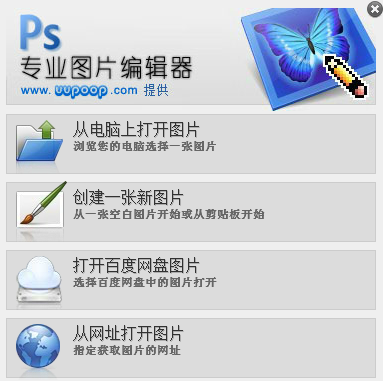 Ps
专业图片编辑器
www.uupoop.com 提供
从电脑上打开图片
浏览您的电脑选择一张图片
创建一张新图片
从一张空白图片开始或从剪贴板开始
打开百度网盘图片
选择百度网盘中的图片打开
从网址打开图片
指定获取图片的网址